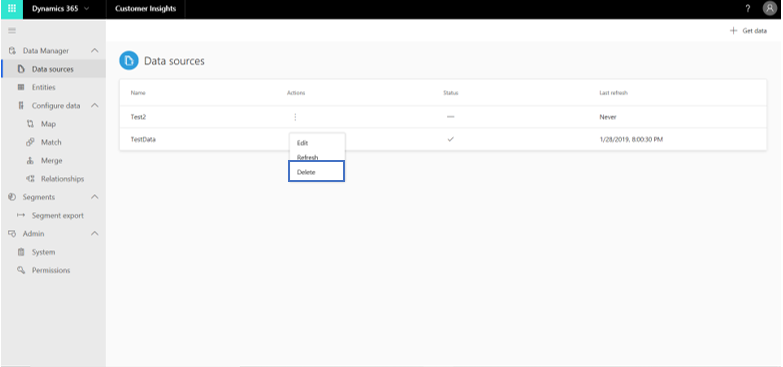 Dynamics 365
Customer Insights
?
Get data
Data Manager
Data sources
Entities
Configure data
Map
Match
Merge
Relationships
Segments
Segment export
Admin
System
Permissions
Data sources
Name Actions Status Last refresh
Test2 Never
TestData 1/28/2019, 8:00:30 PM
Edit
Refresh
Delete